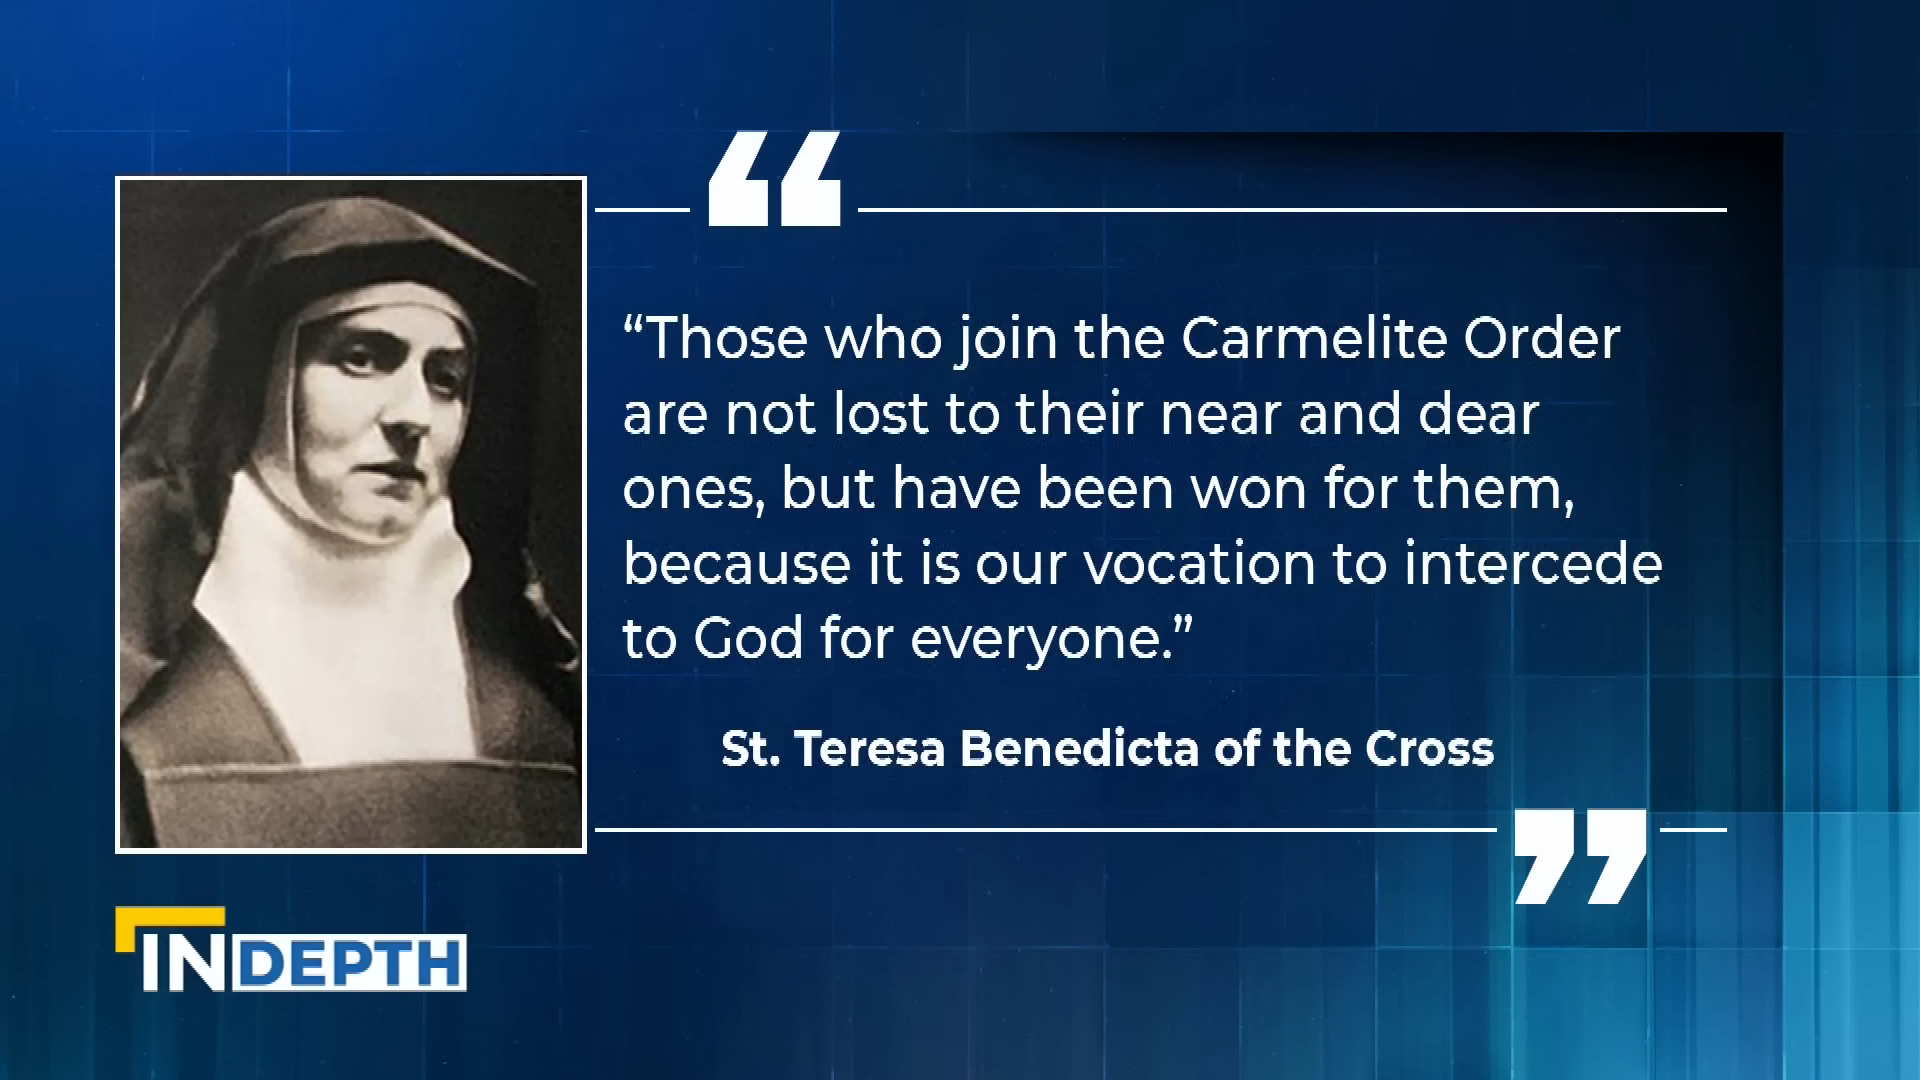 “Those who join the Carmelite Order
are not lost to their near and dear
ones, but have been won for them,
because it is our vocation to intercede
to God for everyone.”
St. Teresa Benedicta of the Cross
INDEPTH